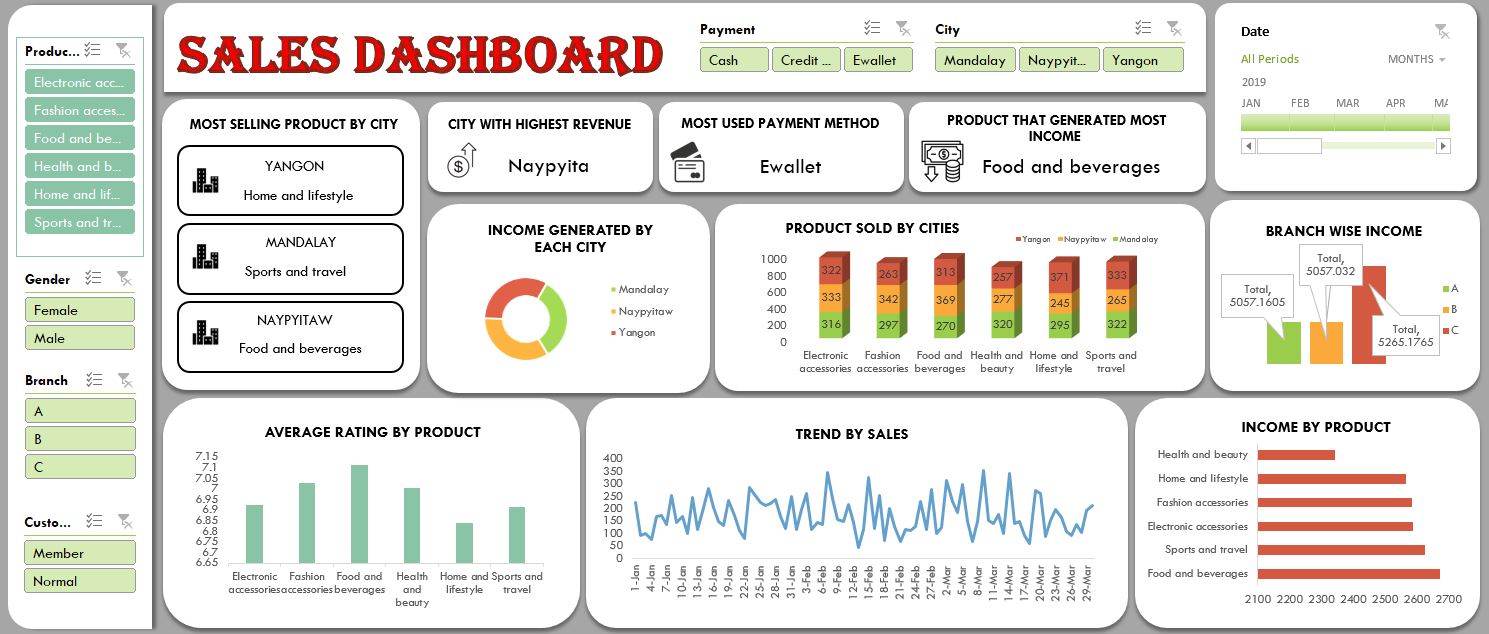 Produc...
Electronic acc...
Fashion acces...
Food and be...
Health and b...
Home and lif...
Sports and tr...
Gender
Female
Male
Branch
A
B
C
Custo...
Member
Normal
SALES DASHBOARD
Payment
Cash
Credit ...
Ewallet
City
Mandalay
Naypyit...
Yangon
Date
All Periods
MONTHS
2019
JAN FEB MAR APR
MOST SELLING PRODUCT BY CITY
YANGON
Home and lifestyle
MANDALAY
Sports and travel
NAYPYITAW
Food and beverages
CITY WITH HIGHEST REVENUE
Naypyita
MOST USED PAYMENT METHOD
Ewallet
PRODUCT THAT GENERATED MOST
INCOME
Food and beverages
INCOME GENERATED BY
EACH CITY
Mandalay
Naypyitaw
Yangon
PRODUCT SOLD BY CITIES
Yangon Naypyitaw Mandalay
1000
800
600
400
200
0
322 263 313 257 371 333
333 342 369 277 245 265
316 297 270 320 295 322
Electronic Fashion Food and Health and Home and Sports and
accessories accessories beverages beauty lifestyle travel
BRANCH WISE INCOME
Total,
5057.1605
Total,
5057.032
Total,
5265.1765
A
B
C
AVERAGE RATING BY PRODUCT
7.15
7.1
7.05
7
6.95
6.9
6.85
6.8
6.75
6.7
6.65
Electronic Fashion Food and Health Home and Sports and
accessories accessories beverages and lifestyle travel
beauty
TREND BY SALES
400
350
300
250
200
150
100
50
0
1-Jan 4-Jan 7-Jan 10-Jan 13-Jan 16-Jan 19-Jan 22-Jan 25-Jan 28-Jan 31-Jan 3-Feb 6-Feb 9-Feb 12-Feb 15-Feb 18-Feb 21-Feb 24-Feb 27-Feb 2-Mar 5-Mar 8-Mar 11-Mar 14-Mar 17-Mar 20-Mar 23-Mar 26-Mar 29-Mar
INCOME BY PRODUCT
Health and beauty
Home and lifestyle
Fashion accessories
Electronic accessories
Sports and travel
Food and beverages
2100 2200 2300 2400 2500 2600 2700